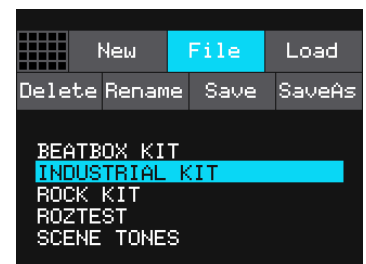 New File Load
Delete Rename Save SaveAs
BEATBOX KIT
INDUSTRIAL KIT
ROCK KIT
ROZTEST
SCENE TONES